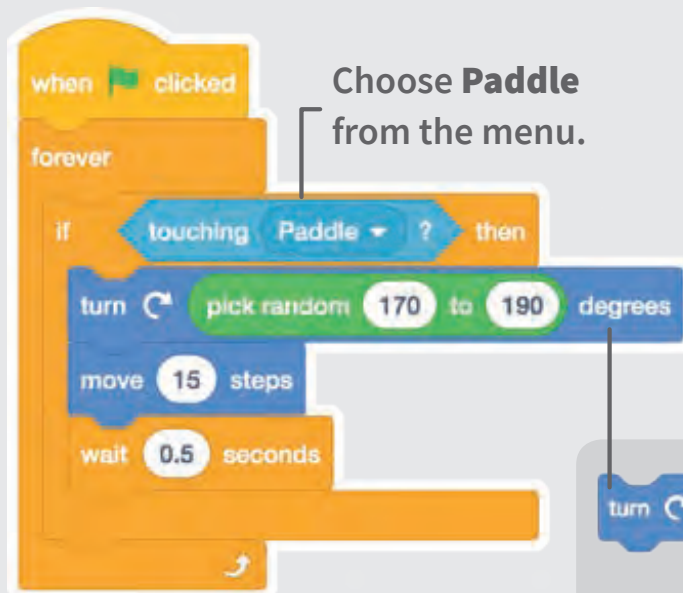 when clicked
Choose Paddle
from the menu.
forever
if touching Paddle ? then
turn pick random 170 to 190 degrees
move 15 steps
wait 0.5 seconds
turn